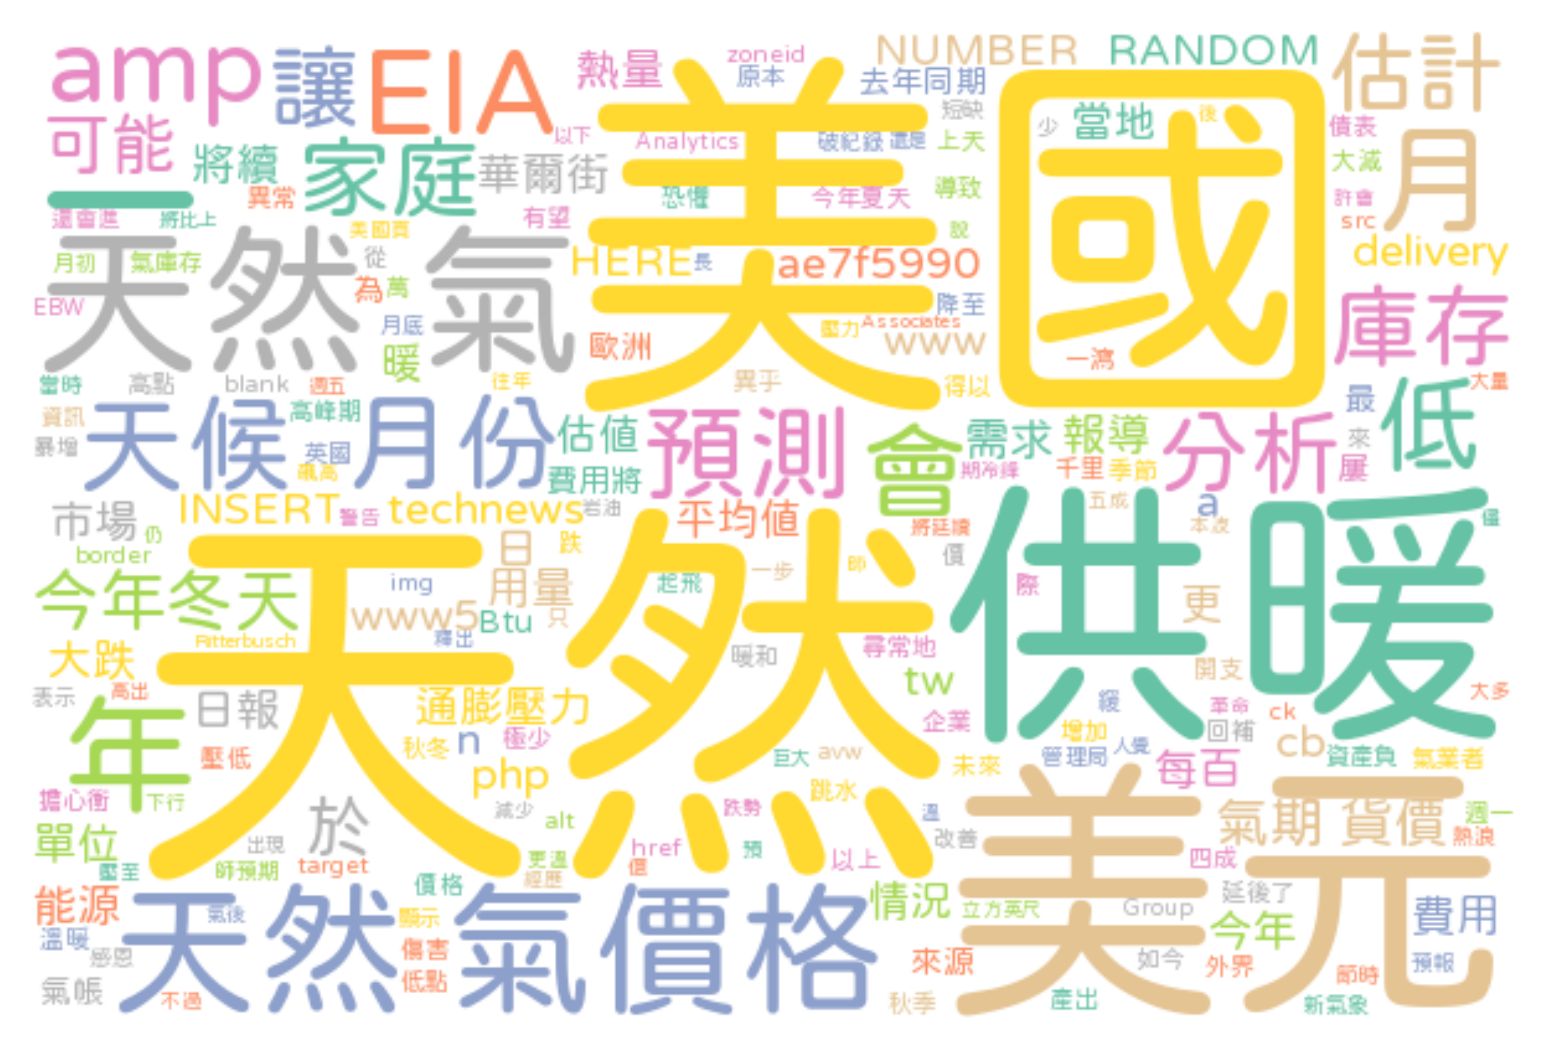 amp 讓 EIA 熱量 zoneid 原本 去年同期 NUMBER RANDOM 估計
可能 將續 家庭 華爾街 以下 Analytics 破紀錄 還是 短缺 上天 少 當地 後 債表 大減 月
一 異常 有望 恐懼 今年夏天 導致 許會 src
還會進 將比上 美國 美國頁 說
月初 氣庫存 從 HERE 長 ae7f5990 delivery
天然氣 為 萬 EBW 月底 歐洲 壓力 Associates 降至 www 一瀉 庫存
當時 高點 blank 週五 暖 往年 異乎 得以 大量
資訊 天候 高峰期 月份 估值 預測 會 需求 報導 分析 最 低
暴增 英國 飆高 費用將 期冷鋒 千里 季節 來 屢
市場 仍 INSERT 警告 technews 岩油 平均值 將延續 五成 a 本波 僅
border 日 跌 一步 師 價 供暖
今年冬天 img 用量 起飛 際 更
天然 www5 Btu 只
大跌 Ritterbusch 釋出 暖和 尋常地 開支
表示 高出 日報 通膨壓力 tw 緩 革命 ck 大多
年 壓低 秋冬 n 極少 企業 增加 回補 cb
巨大 avw 未來 管理局 人變 每百 資產負 氣業者
擔心衝 下行 php 跌勢 跳水 溫 美元 氣期 貨價 週一
單位 於 減少 alt 預 改善 熱浪
壓至 出現 師預期 target 更溫 href 以上 四成
能源 價格 經歷 情況 立方英尺 Group 延後了 費用
天然氣價格 氣後 顯示 今年
溫暖 感恩 傷害 來源 如今 外界 節時 預報
氣帳 不過 低點 秋季 產出 新氣象